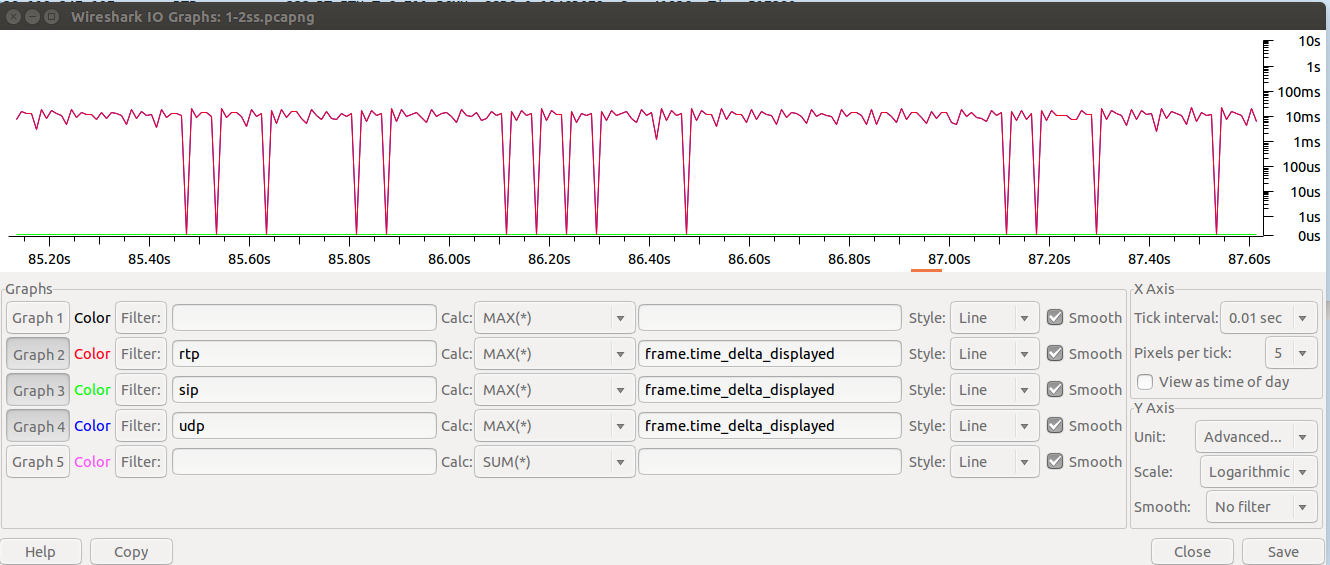 Wireshark IO Graphs: 1-2ss.pcapng
10s
1s
100ms
10ms
1ms
100us
10us
1us
0us
85.20s 85.40s 85.60s 85.80s 86.00s 86.20s 86.40s 86.60s 86.80s 87.00s 87.20s 87.40s 87.60s
Graphs
Graph 1 Color Filter: Calc: MAX(*) Style: Line Smooth
Graph 2 Color Filter: rtp Calc: MAX(*) frame.time_delta_displayed Style: Line Smooth
Graph 3 Color Filter: sip Calc: MAX(*) frame.time_delta_displayed Style: Line Smooth
Graph 4 Color Filter: udp Calc: MAX(*) frame.time_delta_displayed Style: Line Smooth
Graph 5 Color Filter: Calc: SUM(*) Style: Line Smooth
X Axis
Tick interval: 0.01 sec
Pixels per tick: 5
View as time of day
Y Axis
Unit: Advanced...
Scale: Logarithmic
Smooth: No filter
Help Copy Close Save